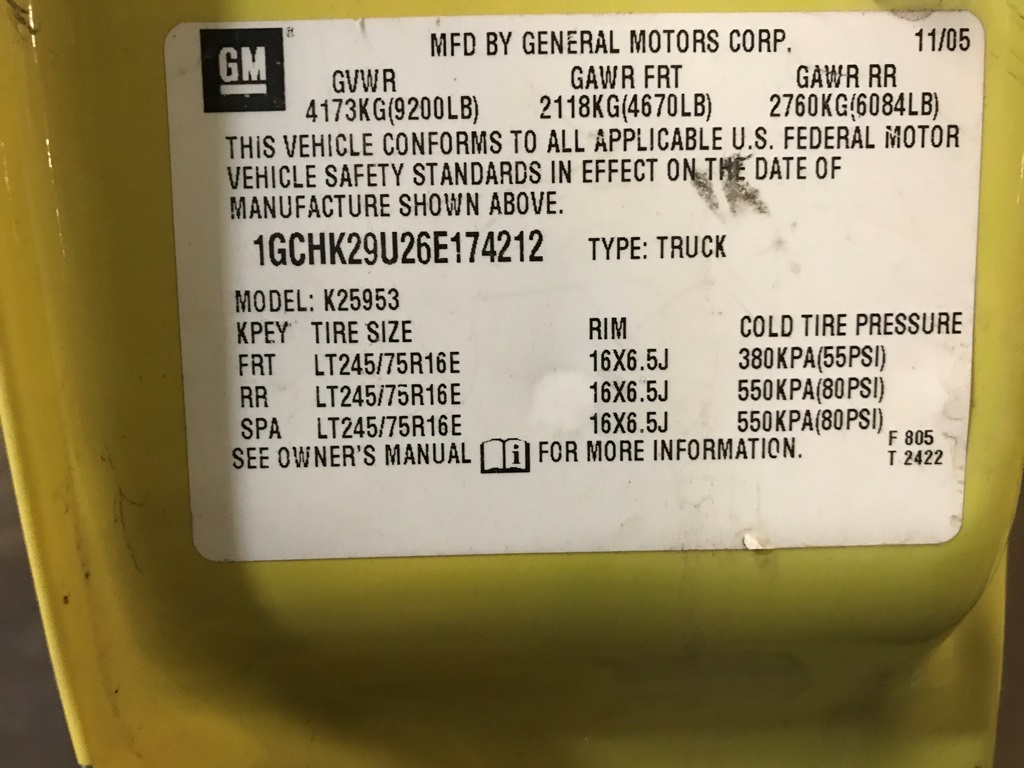 GM ® MFD BY GENERAL MOTORS CORP. 11/05
GVWR GAWR FRT GAWR RR
4173KG(9200LB) 2118KG(4670LB) 2760KG(6084LB)
THIS VEHICLE CONFORMS TO ALL APPLICABLE U.S. FEDERAL MOTOR
VEHICLE SAFETY STANDARDS IN EFFECT ON THE DATE OF
MANUFACTURE SHOWN ABOVE.
1GCHK29U26E174212 TYPE: TRUCK
MODEL: K25953
KPEY TIRE SIZE RIM COLD TIRE PRESSURE
FRT LT245/75R16E 16X6.5J 380KPA(55PSI)
RR LT245/75R16E 16X6.5J 550KPA(80PSI)
SPA LT245/75R16E 16X6.5J 550KPA(80PSI)
SEE OWNER'S MANUAL i FOR MORE INFORMATION.
F 805
T 2422